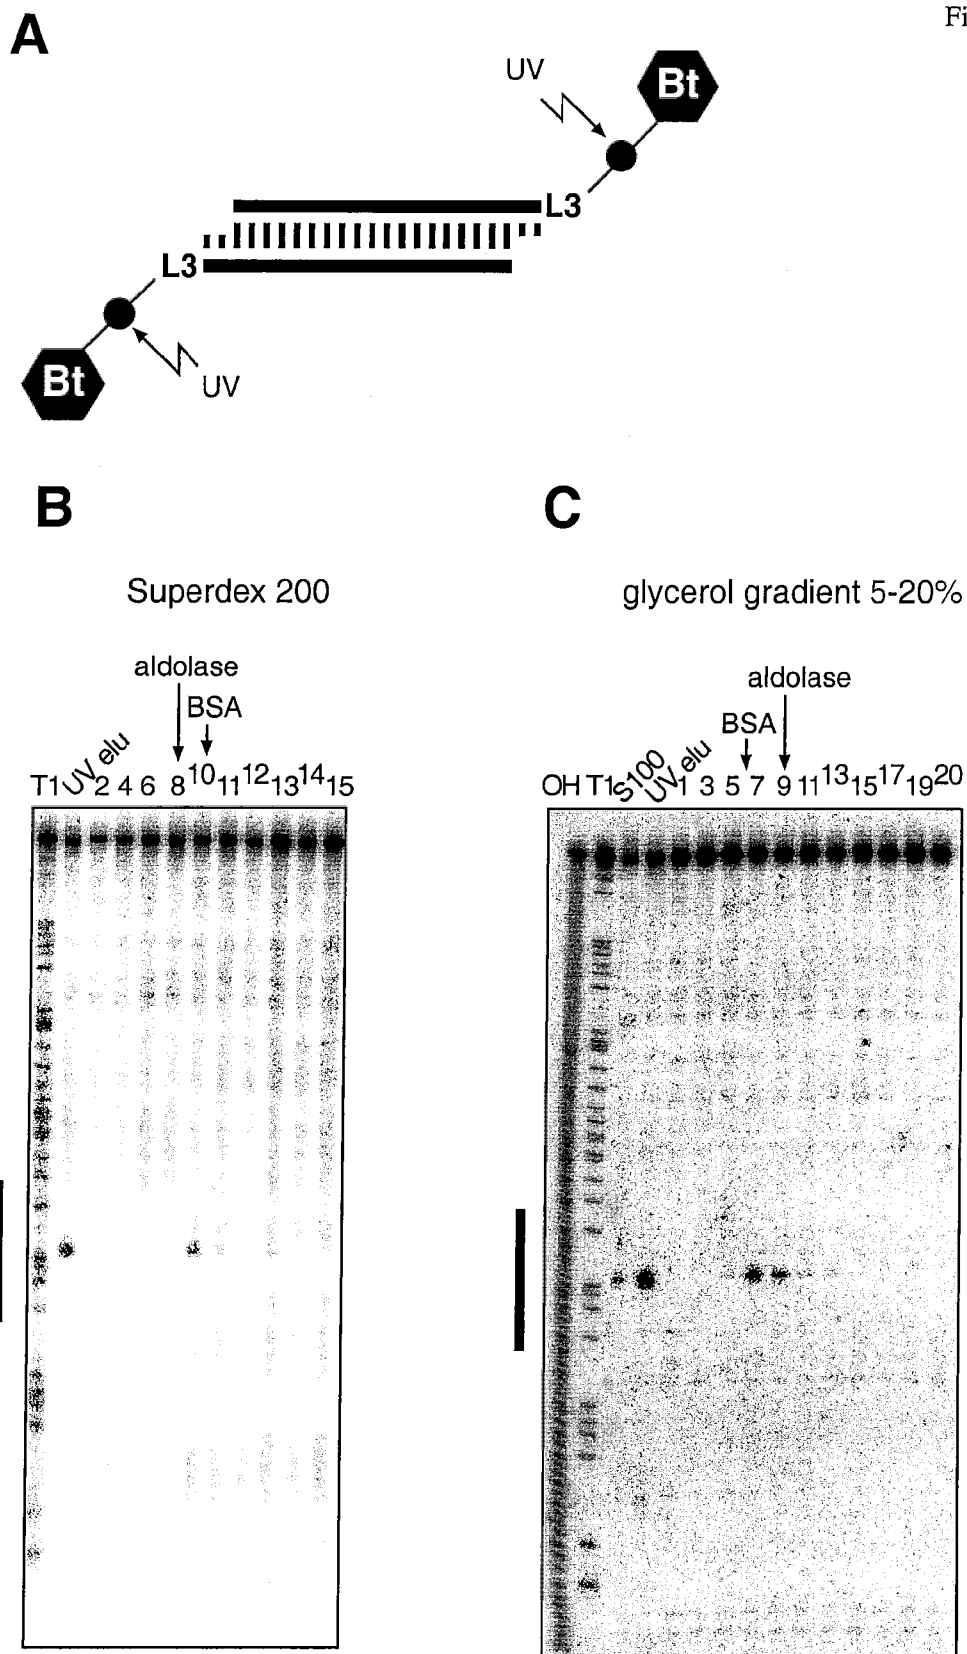 Fi
A
UV
Bt
L3
L3
Bt
UV
B
C
Superdex 200
glycerol gradient 5-20%
aldolase
BSA
aldolase
BSA
T1 UV elu 2 4 6 8 10 11 12 13 14 15
OH T1 S100 UV elu 1 3 5 7 9 11 13 15 17 19 20